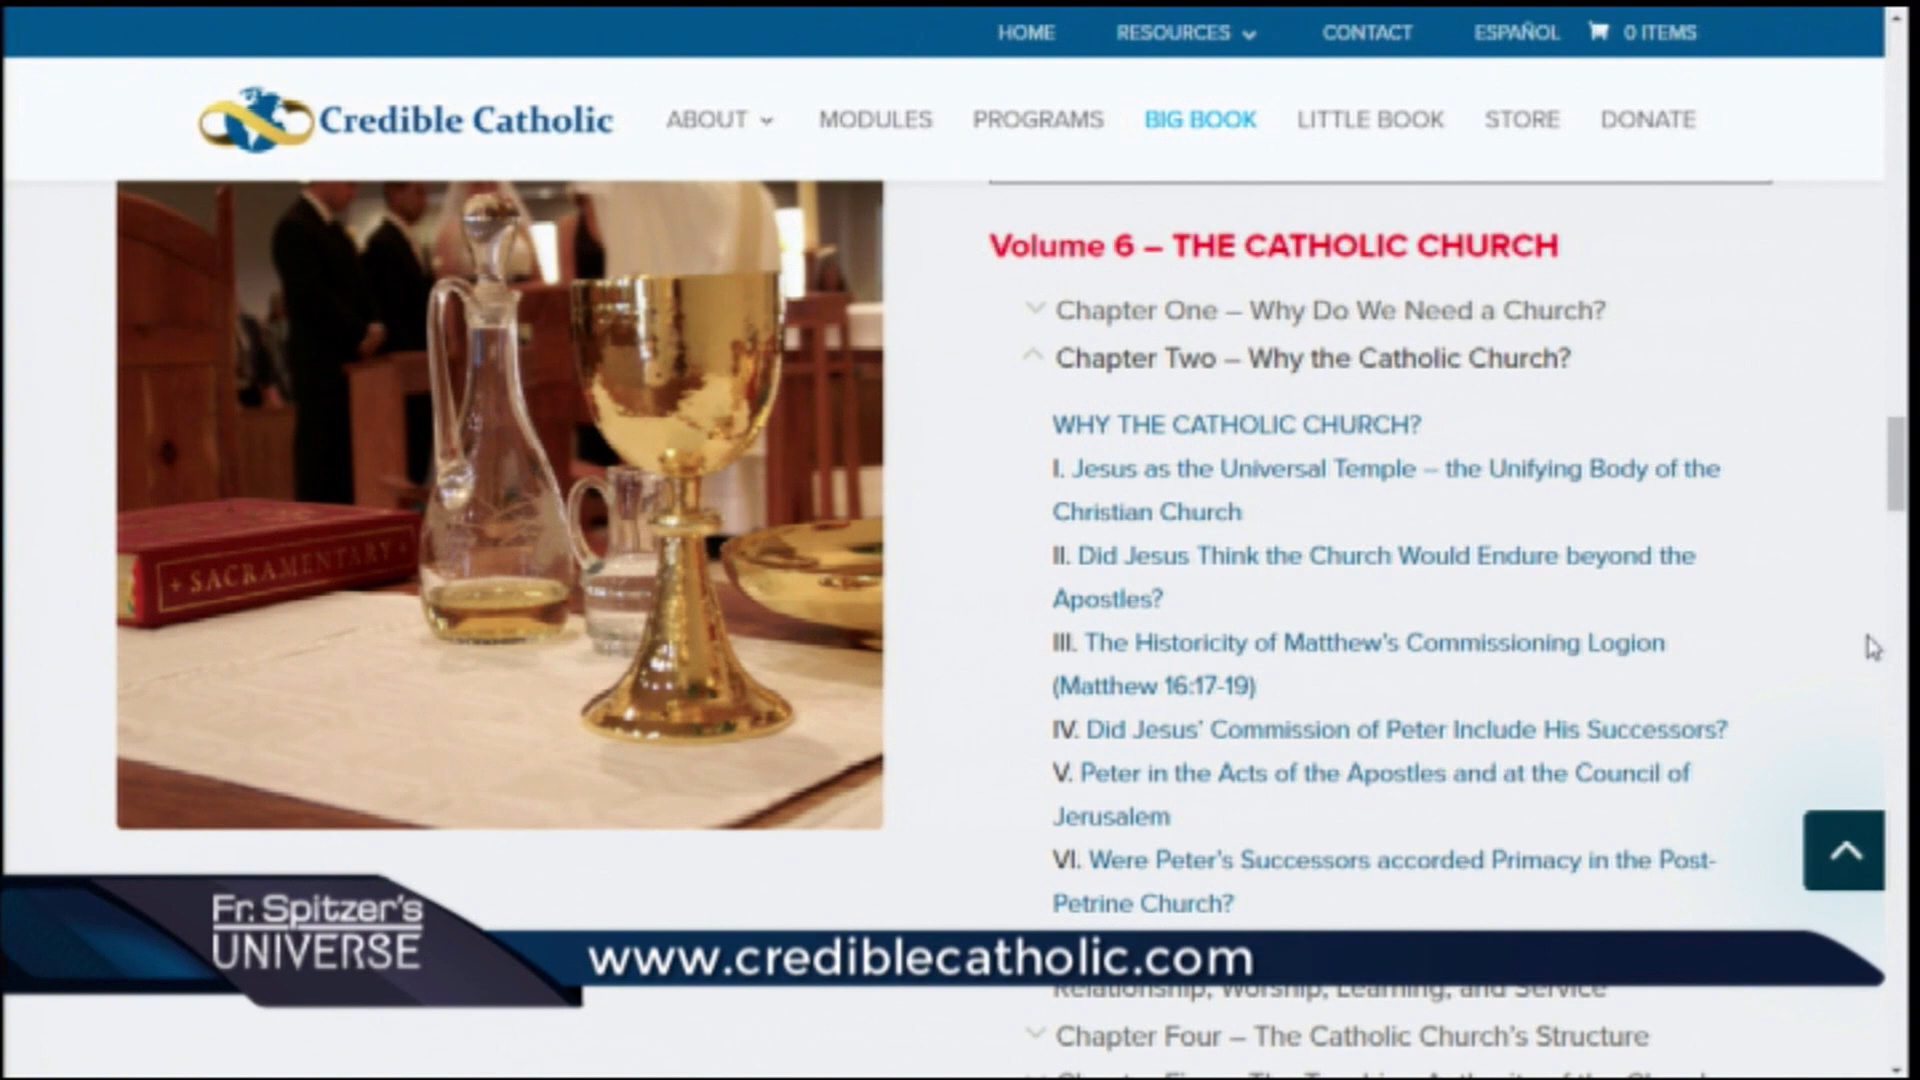 HOME RESOURCES CONTACT ESPAÑOL 0 ITEMS
Credible Catholic ABOUT MODULES PROGRAMS BIG BOOK LITTLE BOOK STORE DONATE
+ SACRAMENTARY +
Volume 6 – THE CATHOLIC CHURCH
Chapter One – Why Do We Need a Church?
Chapter Two – Why the Catholic Church?
WHY THE CATHOLIC CHURCH?
I. Jesus as the Universal Temple – the Unifying Body of the
Christian Church
II. Did Jesus Think the Church Would Endure beyond the
Apostles?
III. The Historicity of Matthew's Commissioning Logion
(Matthew 16:17-19)
IV. Did Jesus' Commission of Peter Include His Successors?
V. Peter in the Acts of the Apostles and at the Council of
Jerusalem
VI. Were Peter's Successors accorded Primacy in the Post-
Petrine Church?
Fr. Spitzer's
UNIVERSE
www.crediblecatholic.com
Relationship, Worship, Learning, and Service
Chapter Four – The Catholic Church's Structure